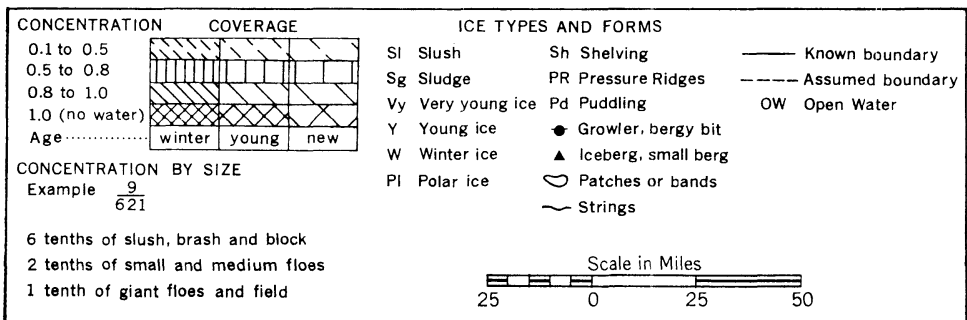 CONCENTRATION COVERAGE
0.1 to 0.5
0.5 to 0.8
0.8 to 1.0
1.0 (no water)
Age ............ winter young new
CONCENTRATION BY SIZE
Example 9
621
6 tenths of slush, brash and block
2 tenths of small and medium floes
1 tenth of giant floes and field
ICE TYPES AND FORMS
Sl Slush
Sg Sludge
Vy Very young ice
Y Young ice
W Winter ice
Pl Polar ice
Sh Shelving
PR Pressure Ridges
Pd Puddling
Growler, bergy bit
Iceberg, small berg
Patches or bands
Strings
Known boundary
Assumed boundary
OW Open Water
Scale in Miles
25 0 25 50